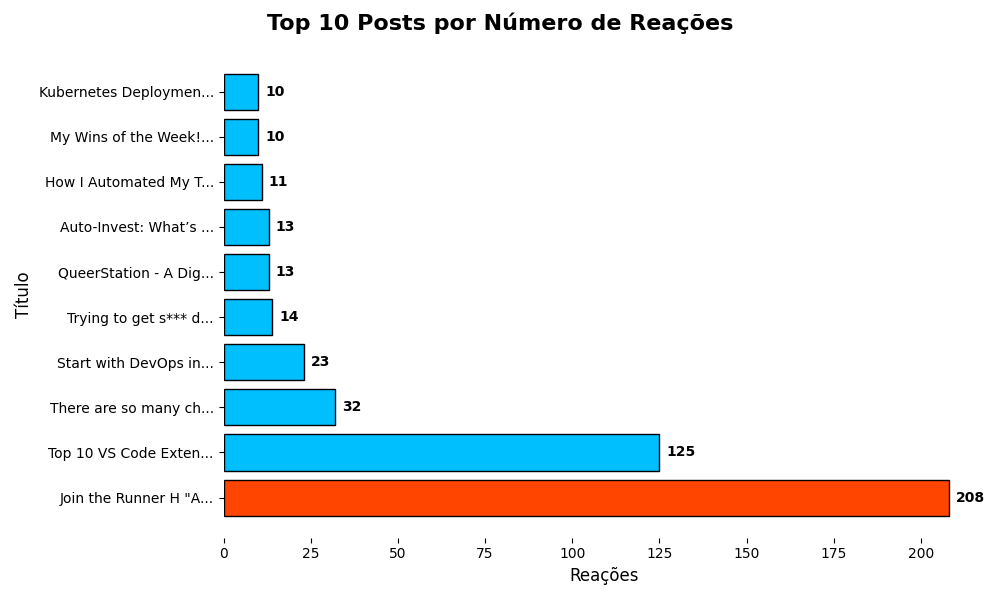 Top 10 Posts por Número de Reações
Título
Kubernetes Deploymen... 10
My Wins of the Week!... 10
How I Automated My T... 11
Auto-Invest: What’s ... 13
QueerStation - A Dig... 13
Trying to get s*** d... 14
Start with DevOps in... 23
There are so many ch... 32
Top 10 VS Code Exten... 125
Join the Runner H "A... 208
0 25 50 75 100 125 150 175 200
Reações